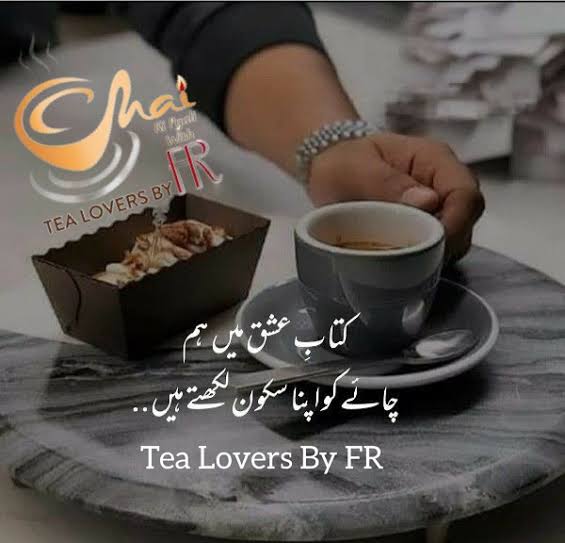 Chai
Ki Pyali
With
FR
TEA LOVERS BY
کتابِ عشق میں ہم
چائے کو اپنا سکون لکھتے ہیں..
Tea Lovers By FR